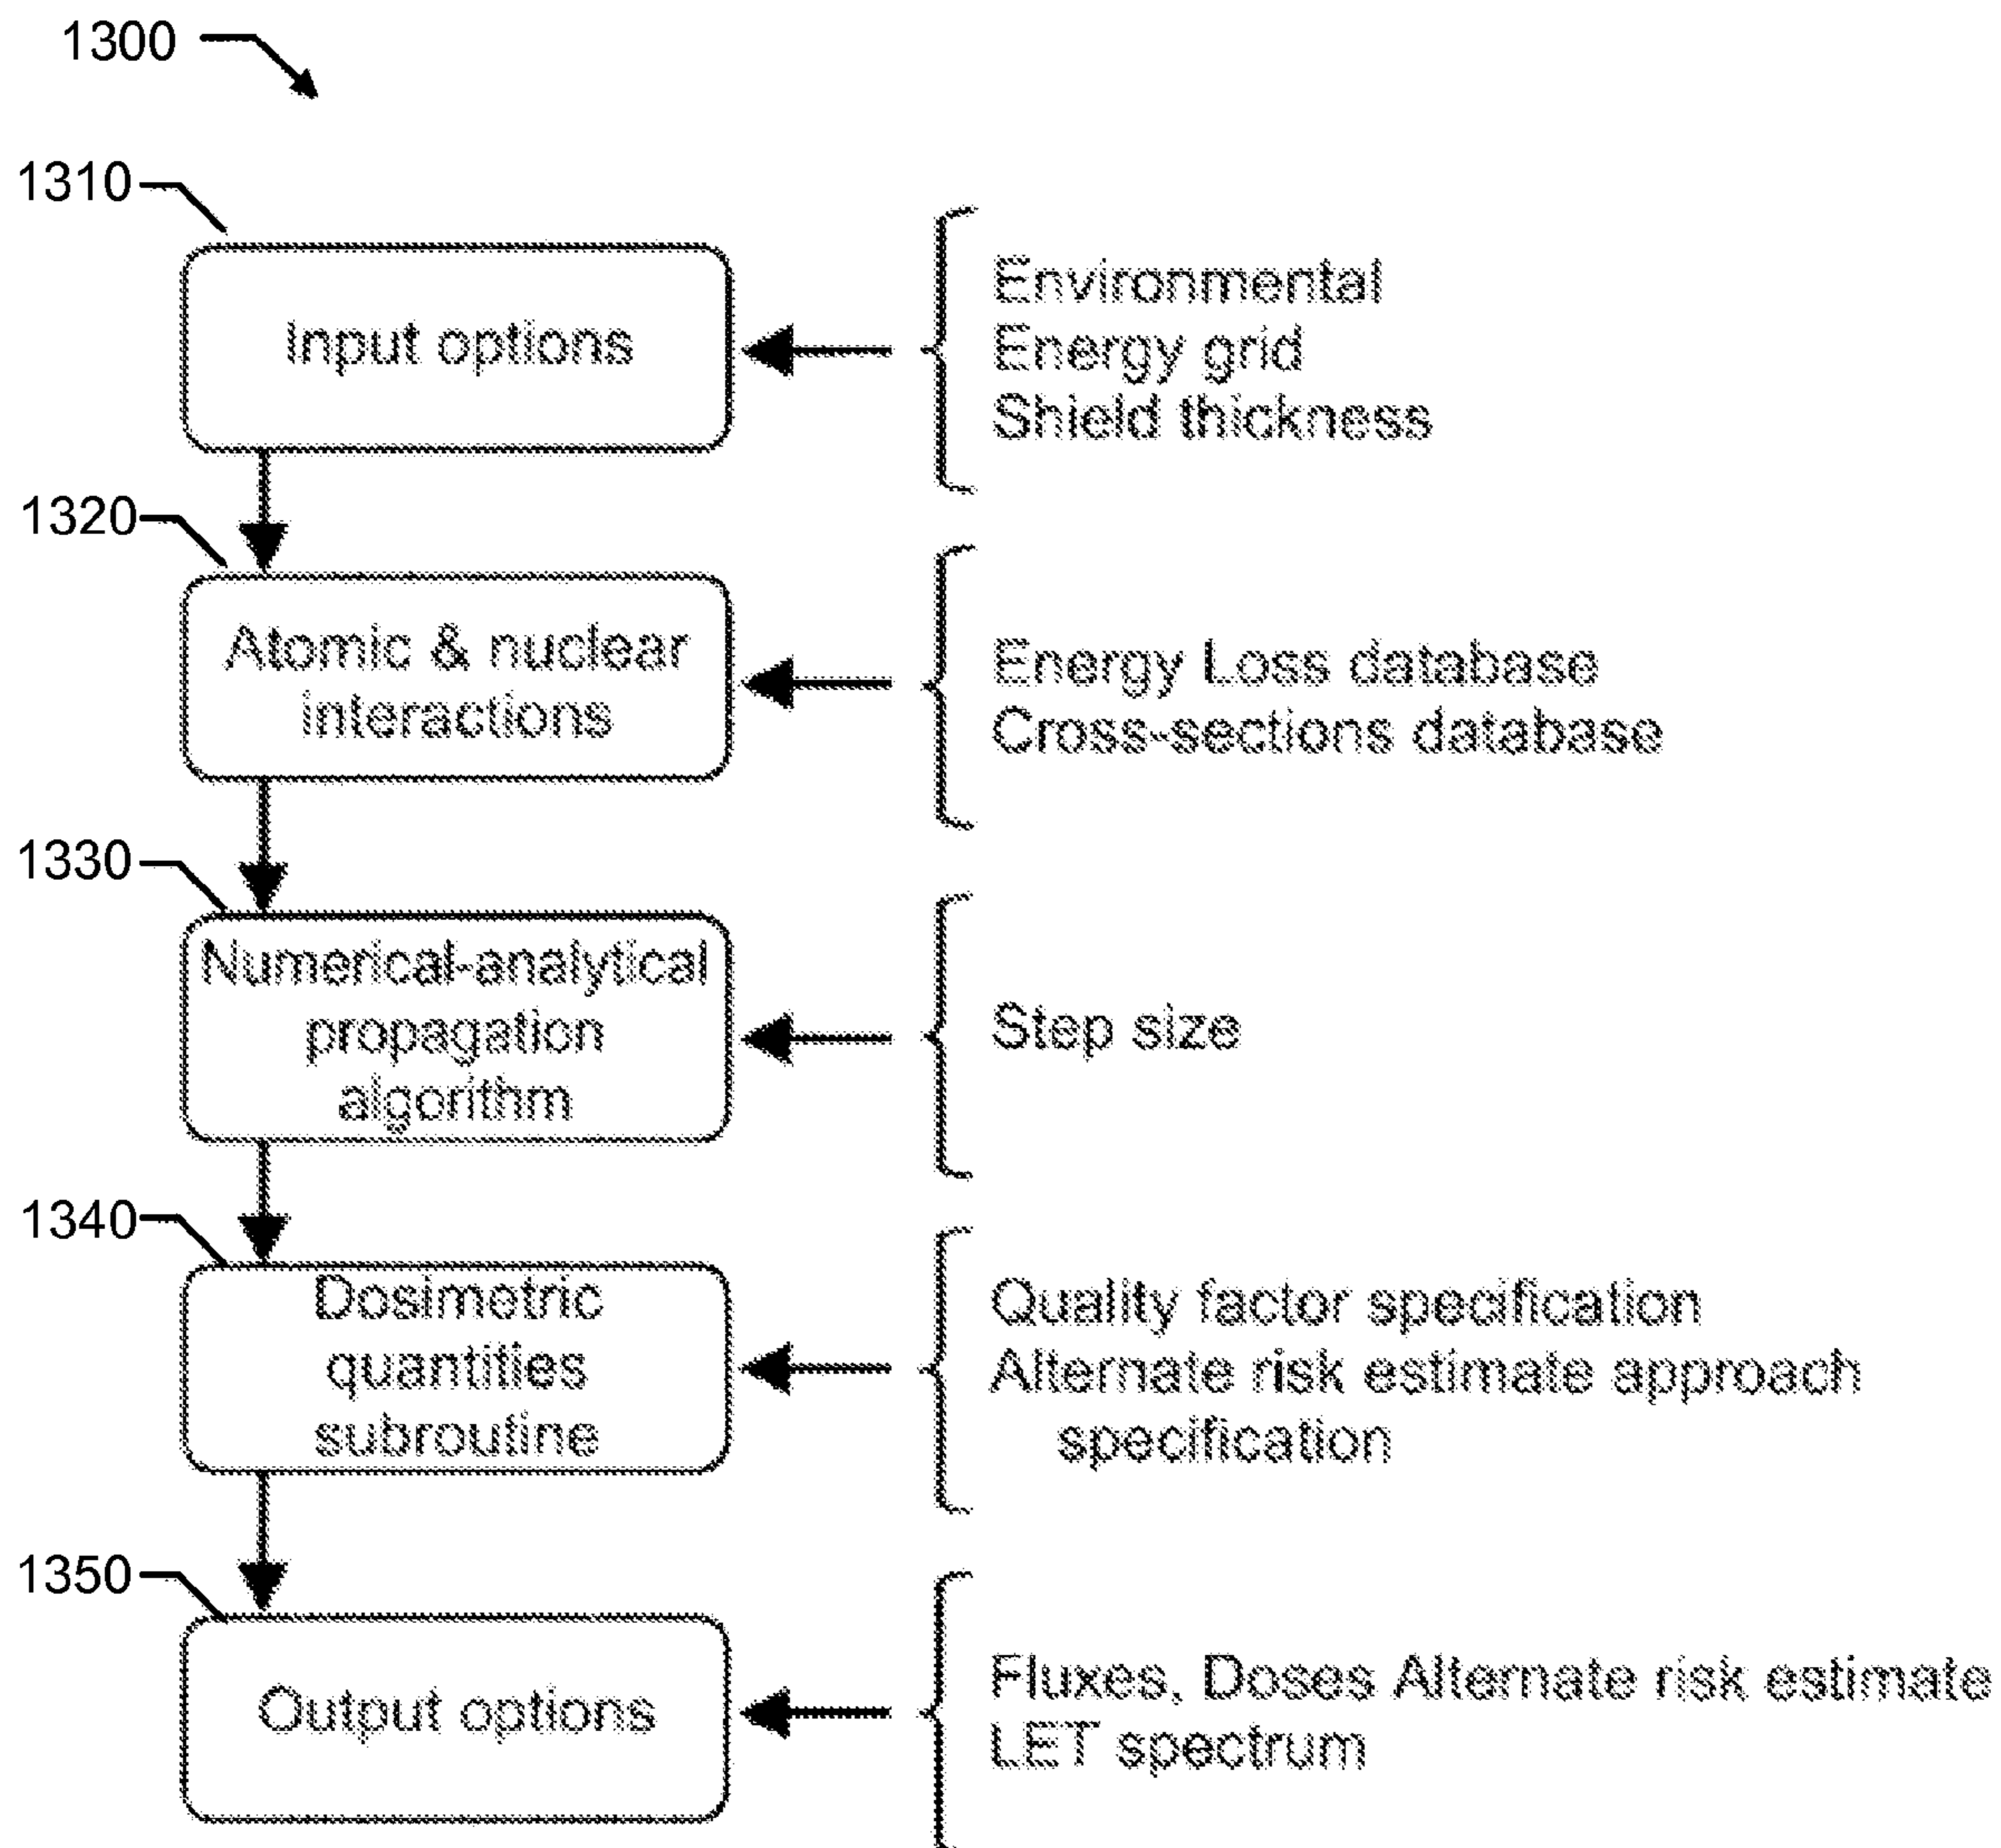 1300
1310
Input options
Environmental
Energy grid
Shield thickness
1320
Atomic & nuclear
interactions
Energy Loss database
Cross-sections database
1330
Numerical-analytical
propagation
algorithm
Step size
1340
Dosimetric
quantities
subroutine
Quality factor specification
Alternate risk estimate approach
specification
1350
Output options
Fluxes, Doses Alternate risk estimate
LET spectrum